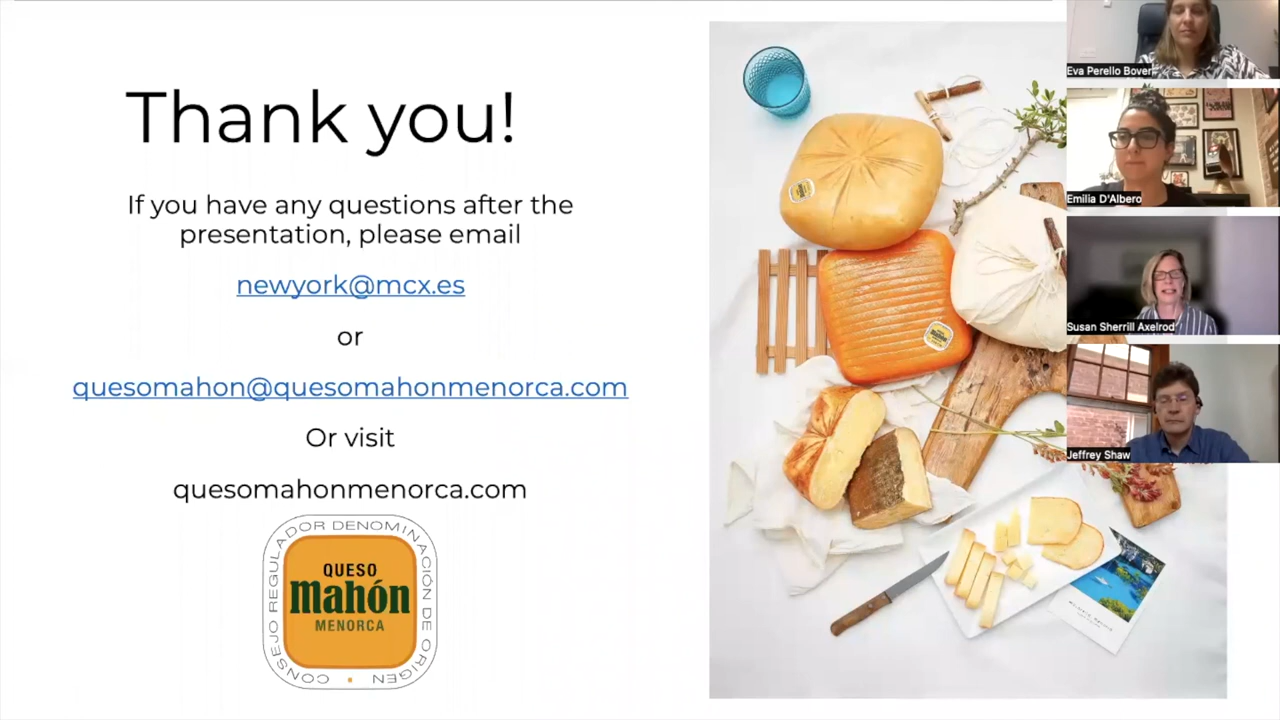 Thank you!
If you have any questions after the
presentation, please email
newyork@mcx.es
or
quesomahon@quesomahonmenorca.com
Or visit
quesomahonmenorca.com
CONSEJO REGULADOR DENOMINACIÓN DE ORIGEN
QUESO
Mahón
MENORCA
Eva Perello Bover
Emilia D'Albero
Susan Sherrill Axelrod
Jeffrey Shaw